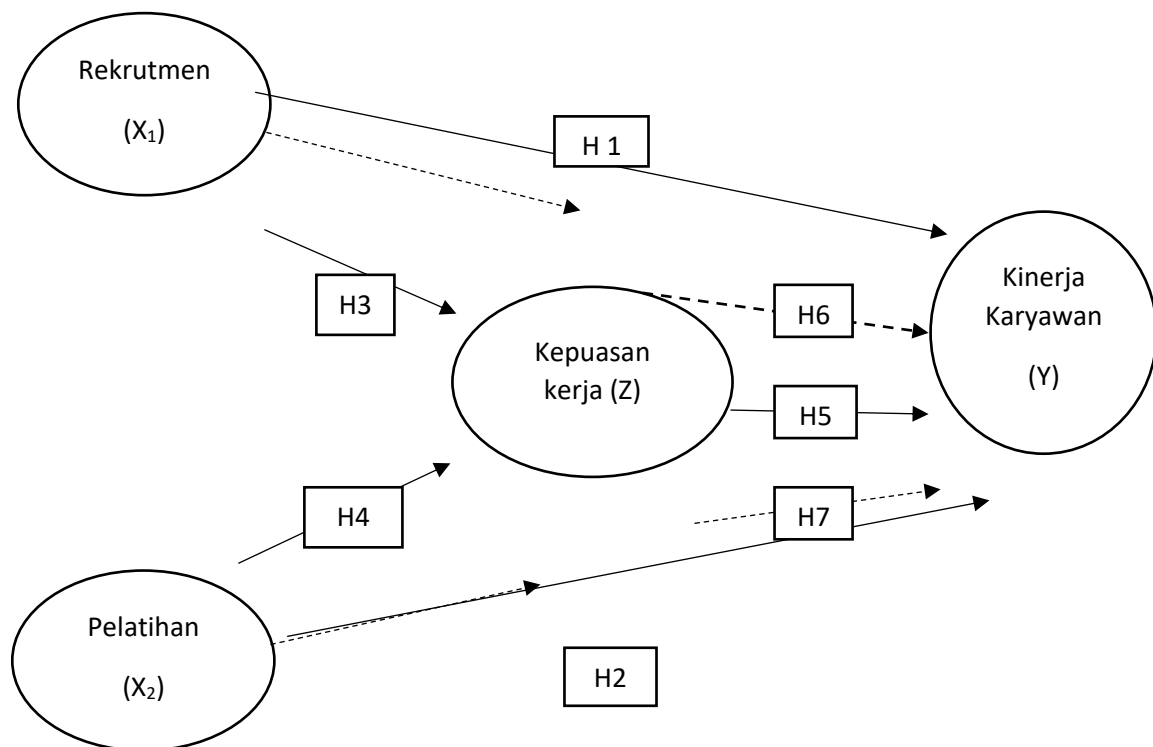 Rekrutmen
(X₁)
H 1
H3
Kinerja
Karyawan
(Y)
H6
Kepuasan
kerja (Z)
H5
H4
H7
Pelatihan
(X₂)
H2